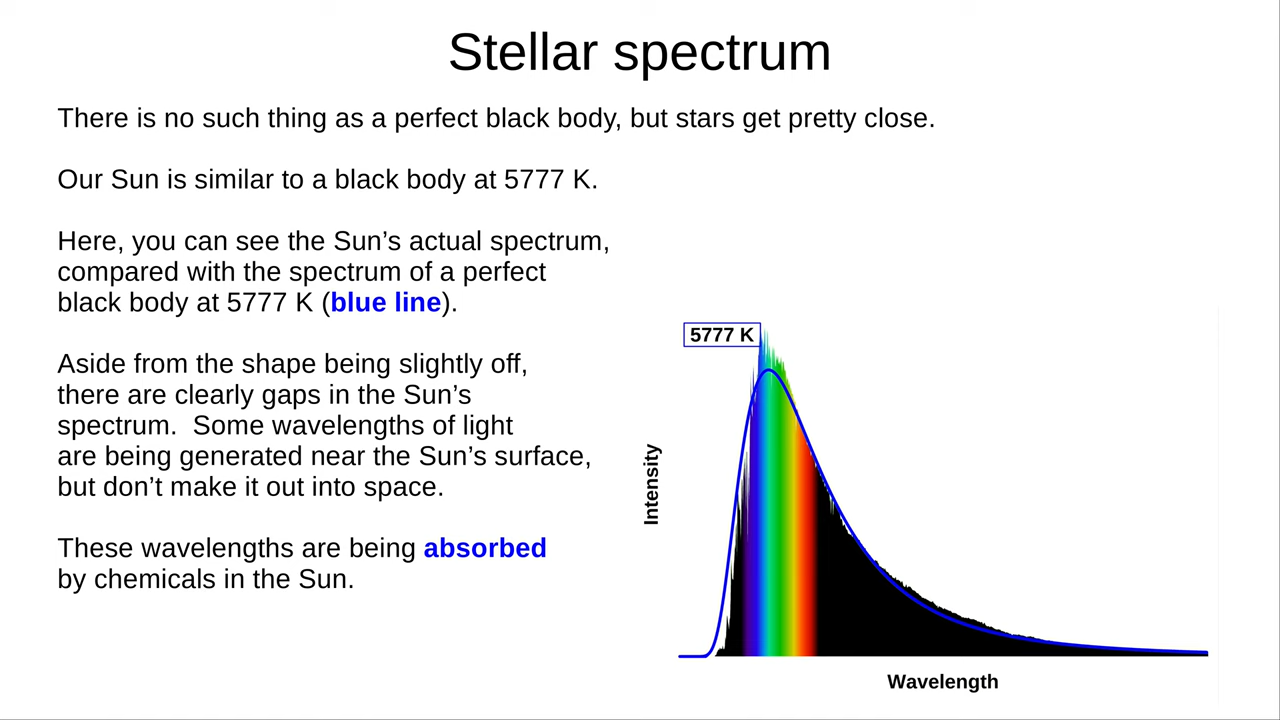 Stellar spectrum
There is no such thing as a perfect black body, but stars get pretty close.
Our Sun is similar to a black body at 5777 K.
Here, you can see the Sun’s actual spectrum,
compared with the spectrum of a perfect
black body at 5777 K (blue line).
Aside from the shape being slightly off,
there are clearly gaps in the Sun’s
spectrum.  Some wavelengths of light
are being generated near the Sun’s surface,
but don’t make it out into space.
These wavelengths are being absorbed
by chemicals in the Sun.
5777 K
Intensity
Wavelength